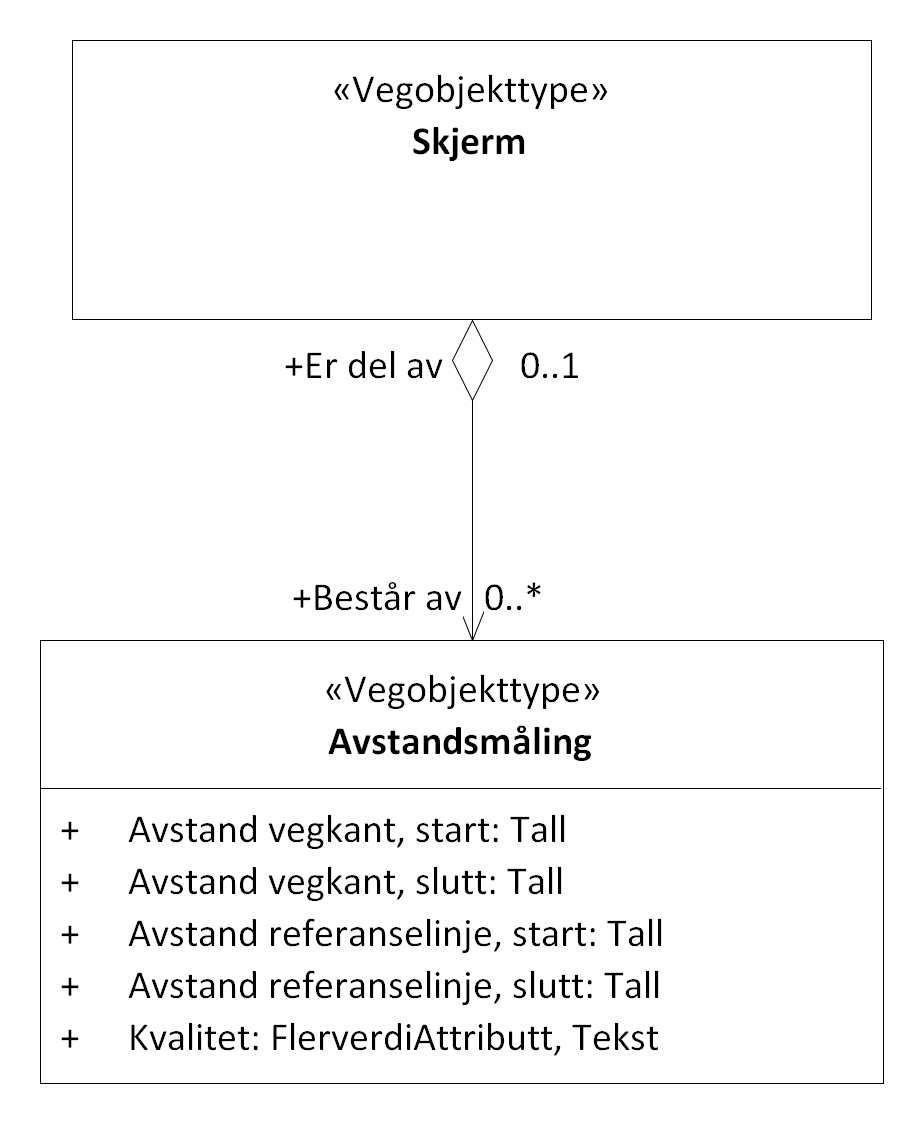 «Vegobjekttype»
Skjerm
+Er del av 0..1
+Består av 0..*
«Vegobjekttype»
Avstandsmåling
+ Avstand vegkant, start: Tall
+ Avstand vegkant, slutt: Tall
+ Avstand referanselinje, start: Tall
+ Avstand referanselinje, slutt: Tall
+ Kvalitet: FlerverdiAttributt, Tekst